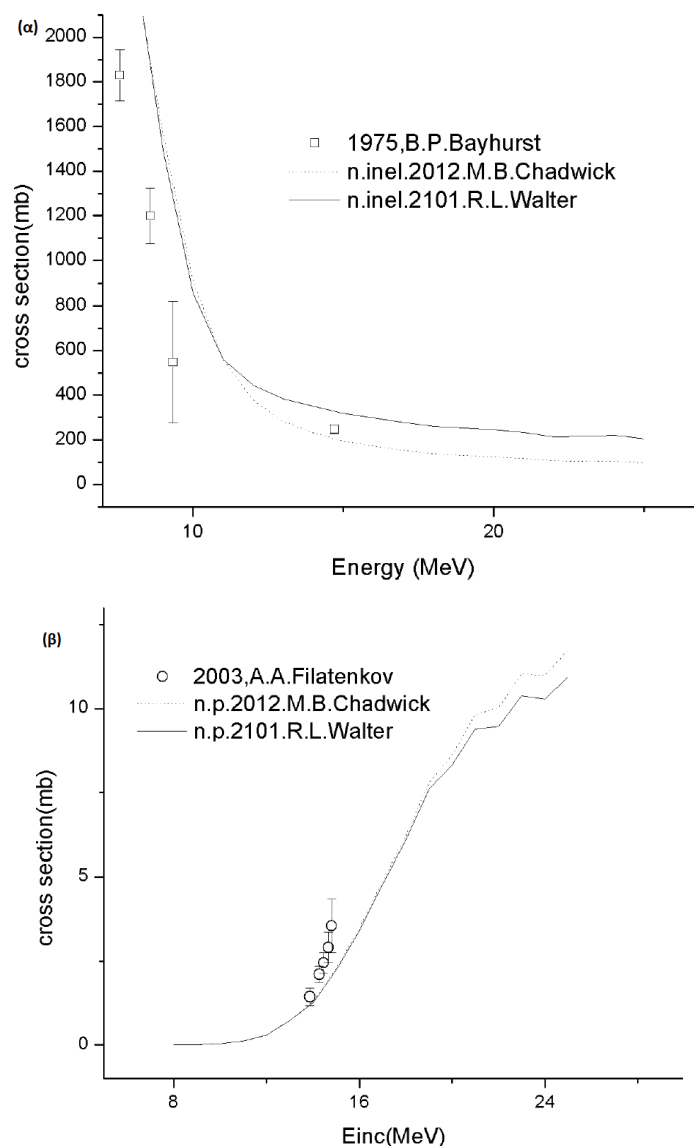 (α)
2000
1800
1600
1400
1200
1000
800
600
400
200
0
cross section(mb)
1975,B.P.Bayhurst
n.inel.2012.M.B.Chadwick
n.inel.2101.R.L.Walter
10
20
Energy (MeV)
(β)
10
5
0
cross section(mb)
2003,A.A.Filatenkov
n.p.2012.M.B.Chadwick
n.p.2101.R.L.Walter
8
16
24
Einc(MeV)